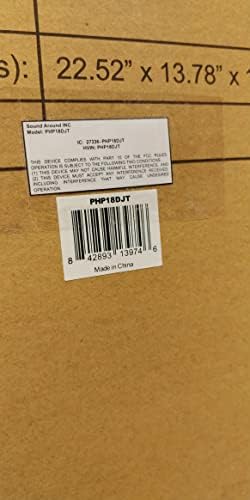 s): 22.52" x 13.78" x
Sound Around INC
Model: PHP18DJT
IC: 27336-PHP18DJT
HVIN: PHP18DJT
THIS DEVICE COMPLIES WITH PART 15 OF THE FCC RULES
OPERATION IS SUBJECT TO THE FOLLOWING TWO CONDITIONS:
(1) THIS DEVICE MAY NOT CAUSE HARMFUL INTERFERENCE, AND
(2) THIS DEVICE MUST ACCEPT ANY INTERFERENCE
RECEIVED, INCLUDING INTERFERENCE THAT MAY CAUSE
UNDESIRED OPERATION
PHP18DJT
8 42893 13974 6
Made in China